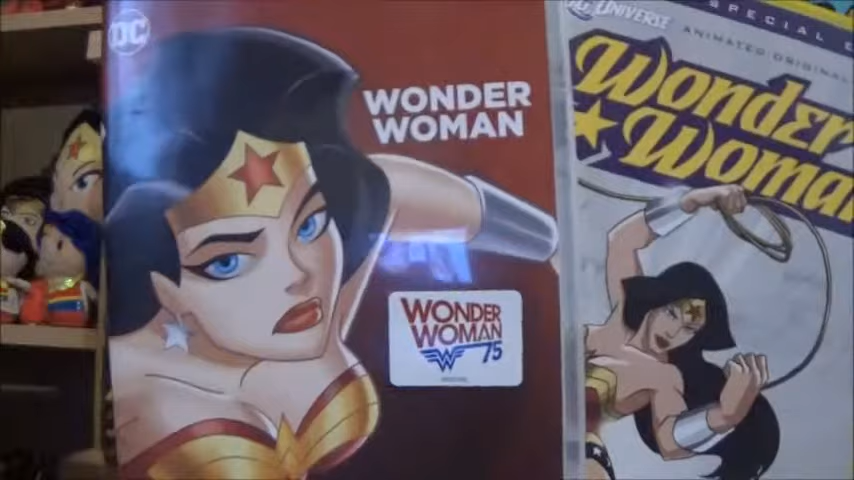 DC
WONDER
WOMAN
WONDER
WOMAN
75
DC UNIVERSE
SPECIAL
ANIMATED ORIGINAL
Wonder
Woman